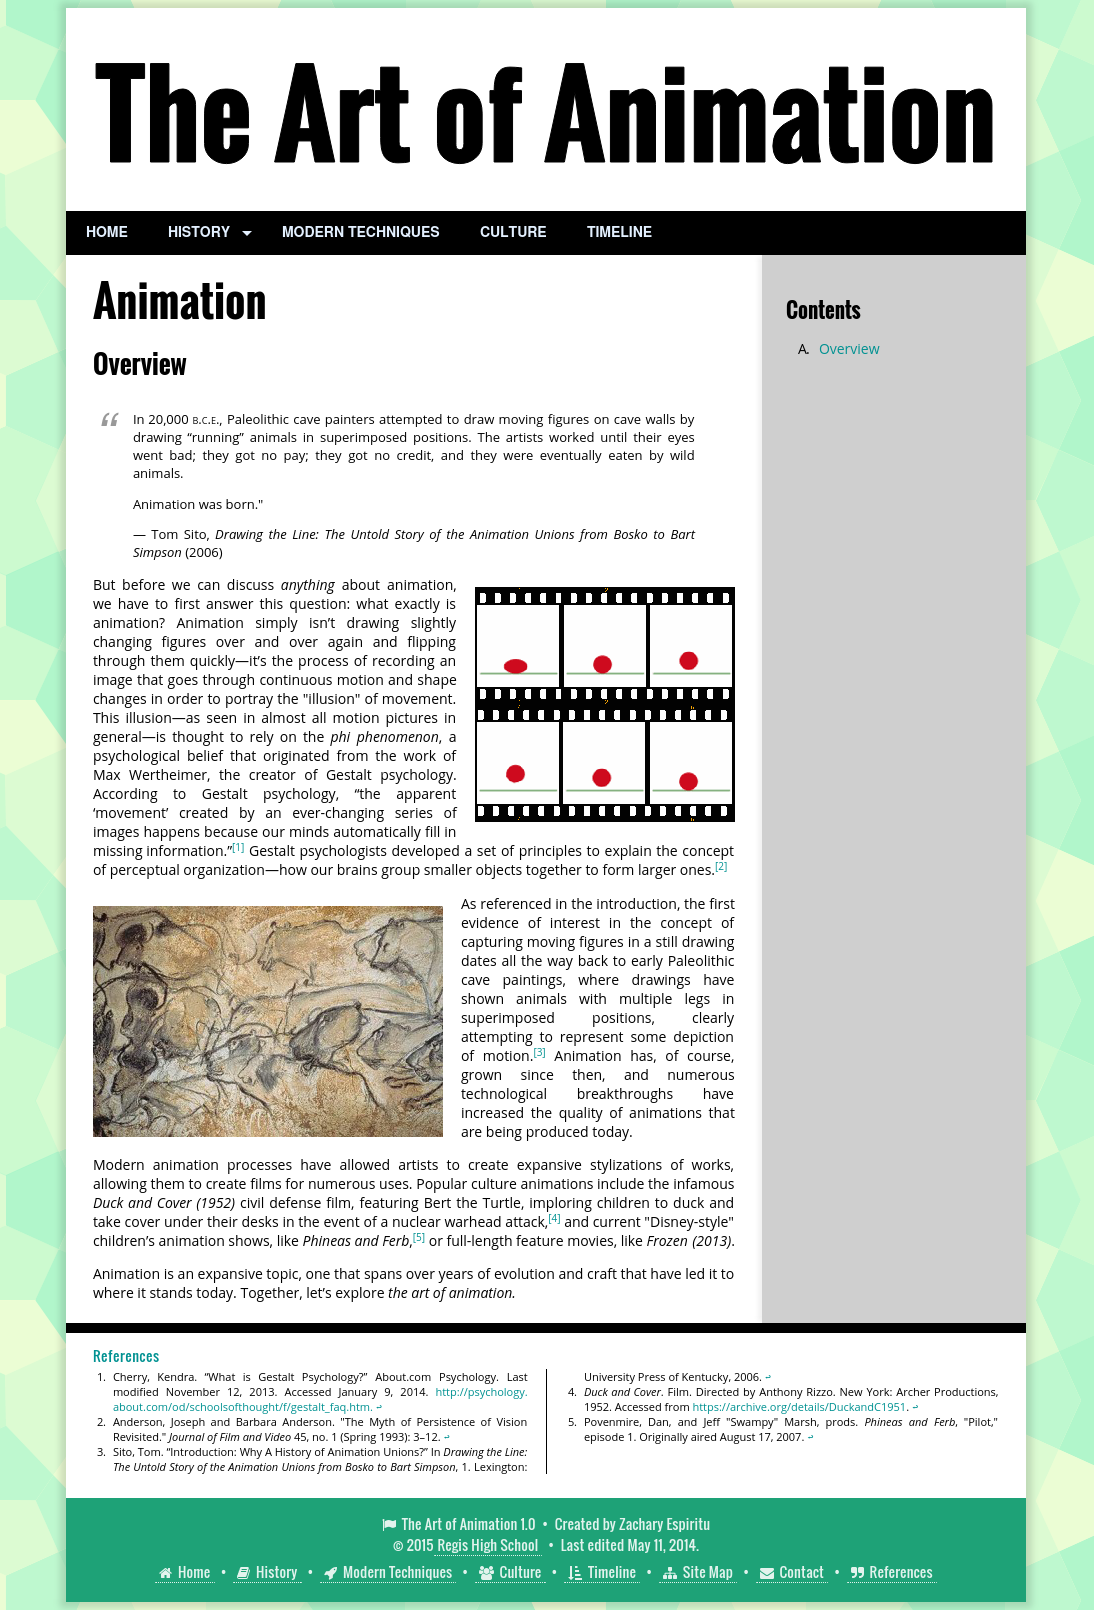 The Art of Animation
HOME HISTORY MODERN TECHNIQUES CULTURE TIMELINE
Animation
Overview
“
In 20,000 B.C.E., Paleolithic cave painters attempted to draw moving figures on cave walls by
drawing “running” animals in superimposed positions. The artists worked until their eyes
went bad; they got no pay; they got no credit, and they were eventually eaten by wild
animals.
Animation was born."
— Tom Sito, Drawing the Line: The Untold Story of the Animation Unions from Bosko to Bart
Simpson (2006)
But before we can discuss anything about animation,
we have to first answer this question: what exactly is
animation? Animation simply isn’t drawing slightly
changing figures over and over again and flipping
through them quickly—it’s the process of recording an
image that goes through continuous motion and shape
changes in order to portray the "illusion" of movement.
This illusion—as seen in almost all motion pictures in
general—is thought to rely on the phi phenomenon, a
psychological belief that originated from the work of
Max Wertheimer, the creator of Gestalt psychology.
According to Gestalt psychology, “the apparent
‘movement’ created by an ever-changing series of
images happens because our minds automatically fill in
missing information.”[1] Gestalt psychologists developed a set of principles to explain the concept
of perceptual organization—how our brains group smaller objects together to form larger ones.[2]
As referenced in the introduction, the first
evidence of interest in the concept of
capturing moving figures in a still drawing
dates all the way back to early Paleolithic
cave paintings, where drawings have
shown animals with multiple legs in
superimposed positions, clearly
attempting to represent some depiction
of motion.[3] Animation has, of course,
grown since then, and numerous
technological breakthroughs have
increased the quality of animations that
are being produced today.
Modern animation processes have allowed artists to create expansive stylizations of works,
allowing them to create films for numerous uses. Popular culture animations include the infamous
Duck and Cover (1952) civil defense film, featuring Bert the Turtle, imploring children to duck and
take cover under their desks in the event of a nuclear warhead attack,[4] and current "Disney-style"
children’s animation shows, like Phineas and Ferb,[5] or full-length feature movies, like Frozen (2013).
Animation is an expansive topic, one that spans over years of evolution and craft that have led it to
where it stands today. Together, let’s explore the art of animation.
Contents
A. Overview
References
1. Cherry, Kendra. “What is Gestalt Psychology?” About.com Psychology. Last
modified November 12, 2013. Accessed January 9, 2014. http://psychology.
about.com/od/schoolsofthought/f/gestalt_faq.htm. ↩
2. Anderson, Joseph and Barbara Anderson. "The Myth of Persistence of Vision
Revisited." Journal of Film and Video 45, no. 1 (Spring 1993): 3–12. ↩
3. Sito, Tom. “Introduction: Why A History of Animation Unions?” In Drawing the Line:
The Untold Story of the Animation Unions from Bosko to Bart Simpson, 1. Lexington:
University Press of Kentucky, 2006. ↩
4. Duck and Cover. Film. Directed by Anthony Rizzo. New York: Archer Productions,
1952. Accessed from https://archive.org/details/DuckandC1951. ↩
5. Povenmire, Dan, and Jeff "Swampy" Marsh, prods. Phineas and Ferb, "Pilot,"
episode 1. Originally aired August 17, 2007. ↩
The Art of Animation 1.0 • Created by Zachary Espiritu
© 2015 Regis High School • Last edited May 11, 2014.
Home • History • Modern Techniques • Culture • Timeline • Site Map • Contact • References